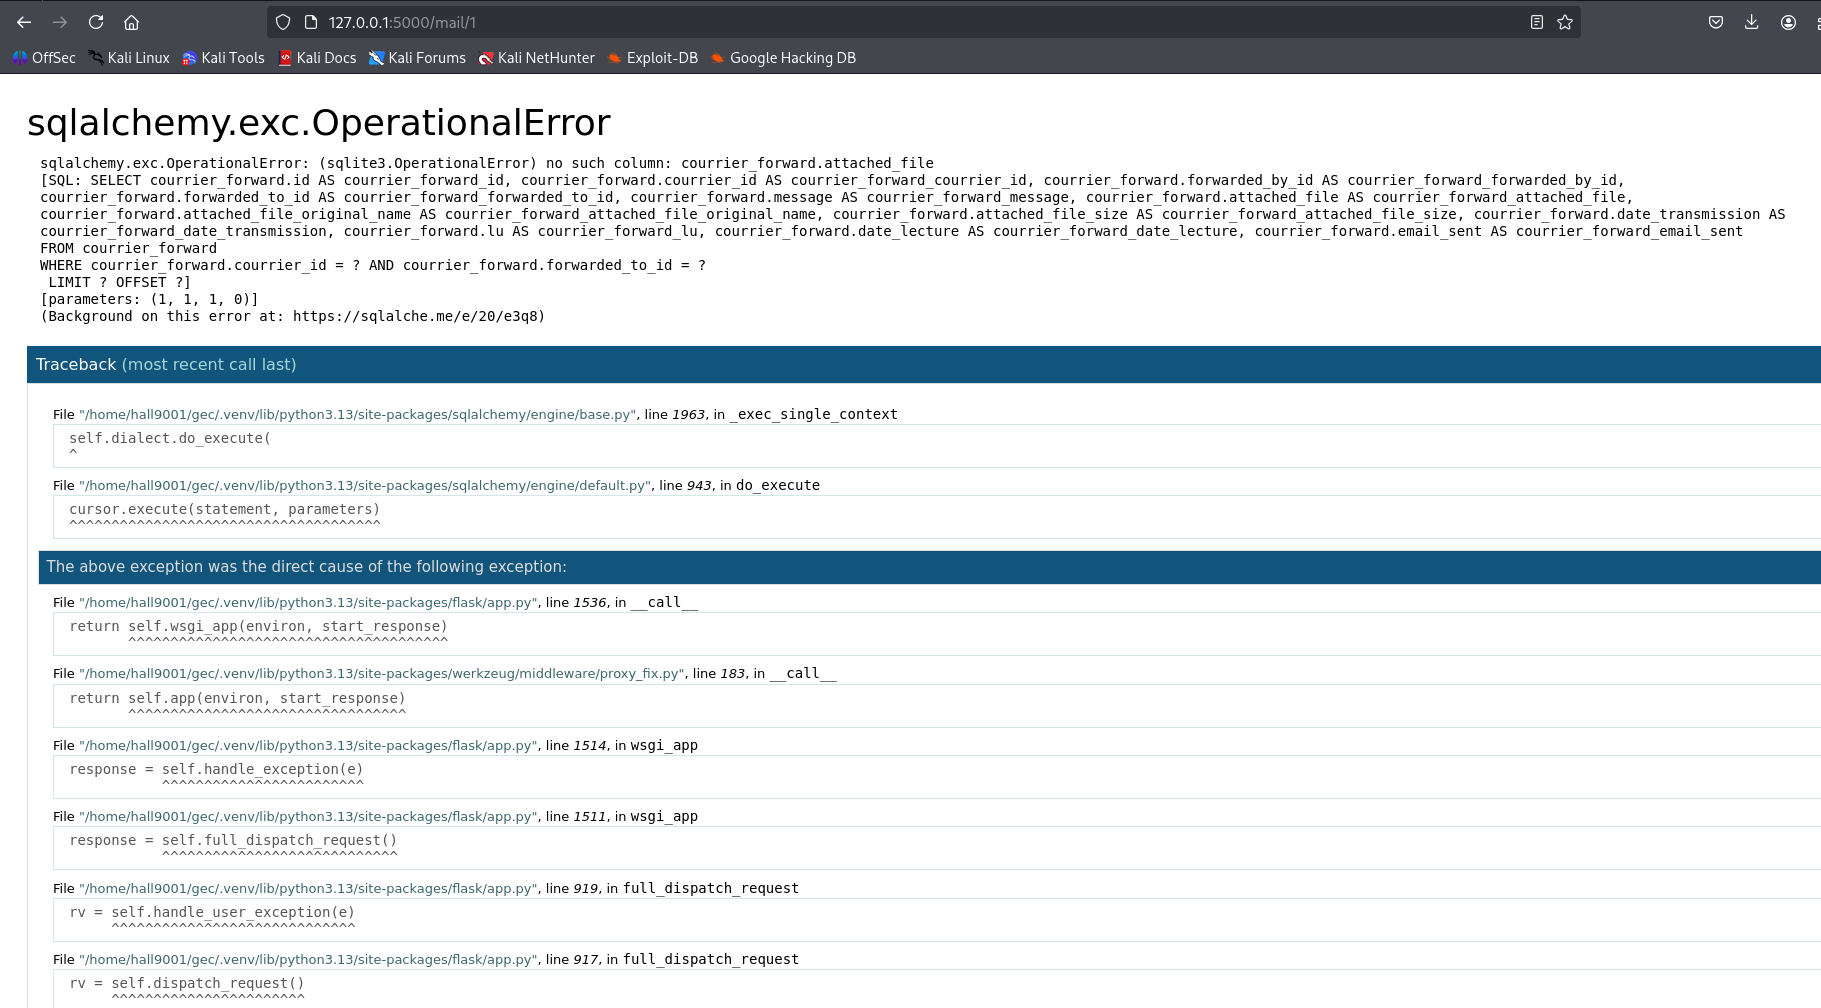 127.0.0.1:5000/mail/1
OffSec Kali Linux Kali Tools Kali Docs Kali Forums Kali NetHunter Exploit-DB Google Hacking DB
sqlalchemy.exc.OperationalError
sqlalchemy.exc.OperationalError: (sqlite3.OperationalError) no such column: courrier_forward.attached_file
[SQL: SELECT courrier_forward.id AS courrier_forward_id, courrier_forward.courrier_id AS courrier_forward_courrier_id, courrier_forward.forwarded_by_id AS courrier_forward_forwarded_by_id,
courrier_forward.forwarded_to_id AS courrier_forward_forwarded_to_id, courrier_forward.message AS courrier_forward_message, courrier_forward.attached_file AS courrier_forward_attached_file,
courrier_forward.attached_file_original_name AS courrier_forward_attached_file_original_name, courrier_forward.attached_file_size AS courrier_forward_attached_file_size, courrier_forward.date_transmission AS
courrier_forward_date_transmission, courrier_forward.lu AS courrier_forward_lu, courrier_forward.date_lecture AS courrier_forward_date_lecture, courrier_forward.email_sent AS courrier_forward_email_sent
FROM courrier_forward
WHERE courrier_forward.courrier_id = ? AND courrier_forward.forwarded_to_id = ?
LIMIT ? OFFSET ?]
[parameters: (1, 1, 1, 0)]
(Background on this error at: https://sqlalche.me/e/20/e3q8)
Traceback (most recent call last)
File "/home/hall9001/gec/.venv/lib/python3.13/site-packages/sqlalchemy/engine/base.py", line 1963, in _exec_single_context
self.dialect.do_execute(
^
File "/home/hall9001/gec/.venv/lib/python3.13/site-packages/sqlalchemy/engine/default.py", line 943, in do_execute
cursor.execute(statement, parameters)
^^^^^^^^^^^^^^^^^^^^^^^^^^^^^^^^^^^^^
The above exception was the direct cause of the following exception:
File "/home/hall9001/gec/.venv/lib/python3.13/site-packages/flask/app.py", line 1536, in __call__
return self.wsgi_app(environ, start_response)
^^^^^^^^^^^^^^^^^^^^^^^^^^^^^^^^^^^^^^
File "/home/hall9001/gec/.venv/lib/python3.13/site-packages/werkzeug/middleware/proxy_fix.py", line 183, in __call__
return self.app(environ, start_response)
^^^^^^^^^^^^^^^^^^^^^^^^^^^^^^^^^
File "/home/hall9001/gec/.venv/lib/python3.13/site-packages/flask/app.py", line 1514, in wsgi_app
response = self.handle_exception(e)
^^^^^^^^^^^^^^^^^^^^^^^^
File "/home/hall9001/gec/.venv/lib/python3.13/site-packages/flask/app.py", line 1511, in wsgi_app
response = self.full_dispatch_request()
^^^^^^^^^^^^^^^^^^^^^^^^^^^^
File "/home/hall9001/gec/.venv/lib/python3.13/site-packages/flask/app.py", line 919, in full_dispatch_request
rv = self.handle_user_exception(e)
^^^^^^^^^^^^^^^^^^^^^^^^^^^^^
File "/home/hall9001/gec/.venv/lib/python3.13/site-packages/flask/app.py", line 917, in full_dispatch_request
rv = self.dispatch_request()
^^^^^^^^^^^^^^^^^^^^^^^